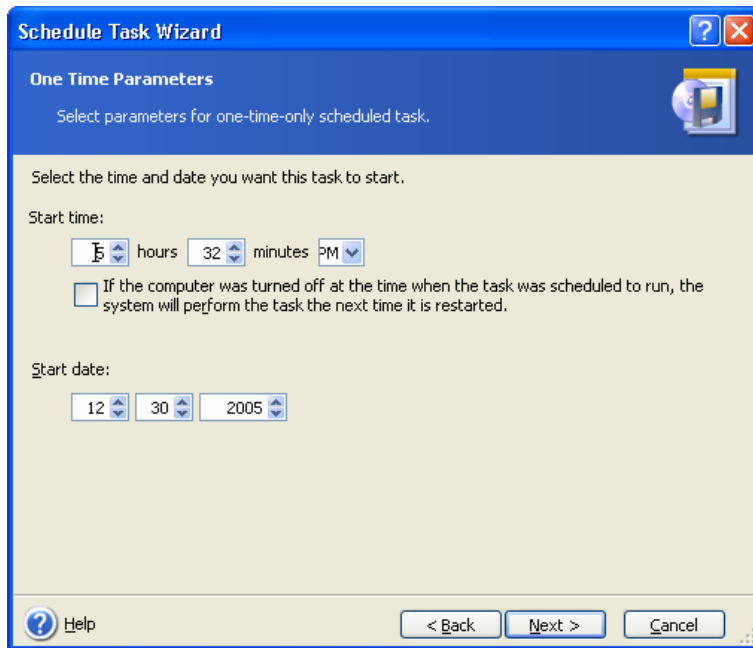 Schedule Task Wizard
One Time Parameters
Select parameters for one-time-only scheduled task.
Select the time and date you want this task to start.
Start time:
5 hours 32 minutes PM
If the computer was turned off at the time when the task was scheduled to run, the
system will perform the task the next time it is restarted.
Start date:
12 30 2005
Help
< Back Next > Cancel